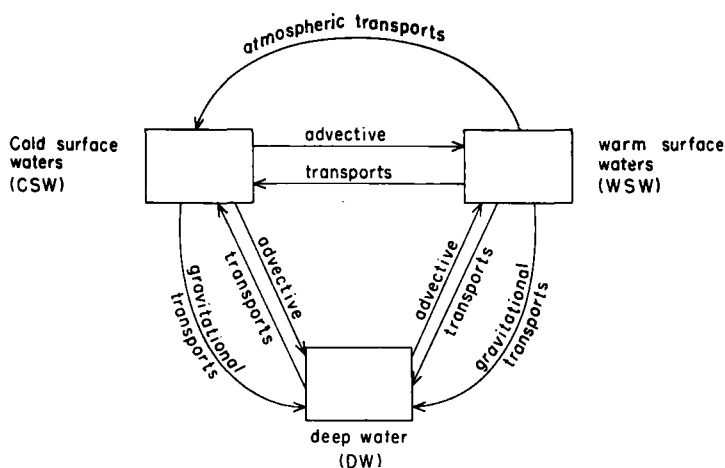 atmospheric transports
Cold surface
waters
(CSW)
advective
transports
warm surface
waters
(WSW)
gravitational
transports
advective
transports
advective
transports
gravitational
transports
deep water
(DW)